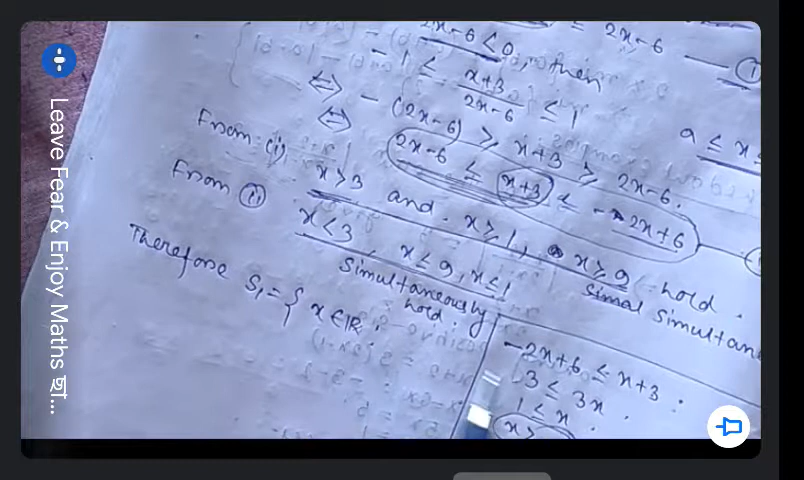 2x-6 < 0, then
≤ 2x-6 — (i)
-1 ≤ (x+3)/(2x-6) ≤ 1
⇔ -(2x-6) ≥ x+3 ≥ 2x-6.
⇔ 2x-6 ≤ x+3 ≤ -2x+6
a ≤ x ≤
From (i) x>3 and x≥1, x≥9 hold.
Simul Simultan
From (ii) x<3, x≤9, x≤1
Simultaneously
hold.
Therefore S₁ = { x ∈ ℝ :
-2x+6 ≤ x+3 :
3 ≤ 3x .
1 ≤ x .
x≥
Leave Fear & Enjoy Maths ছা...